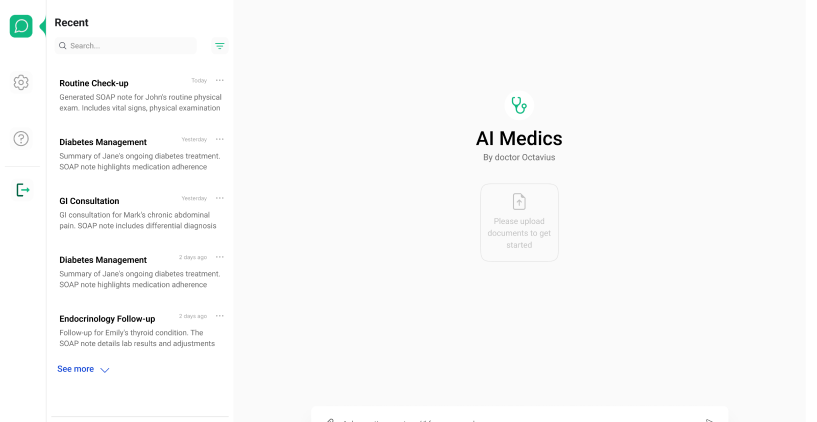 Recent
Search...
Routine Check-up
Today
Generated SOAP note for John's routine physical
exam. Includes vital signs, physical examination
Diabetes Management
Yesterday
Summary of Jane's ongoing diabetes treatment.
SOAP note highlights medication adherence
GI Consultation
Yesterday
GI consultation for Mark's chronic abdominal
pain. SOAP note includes differential diagnosis
Diabetes Management
2 days ago
Summary of Jane's ongoing diabetes treatment.
SOAP note highlights medication adherence
Endocrinology Follow-up
3 days ago
Follow-up for Emily's thyroid condition. The
SOAP note details lab results and adjustments
See more
AI Medics
By doctor Octavius
Please upload
documents to get
started